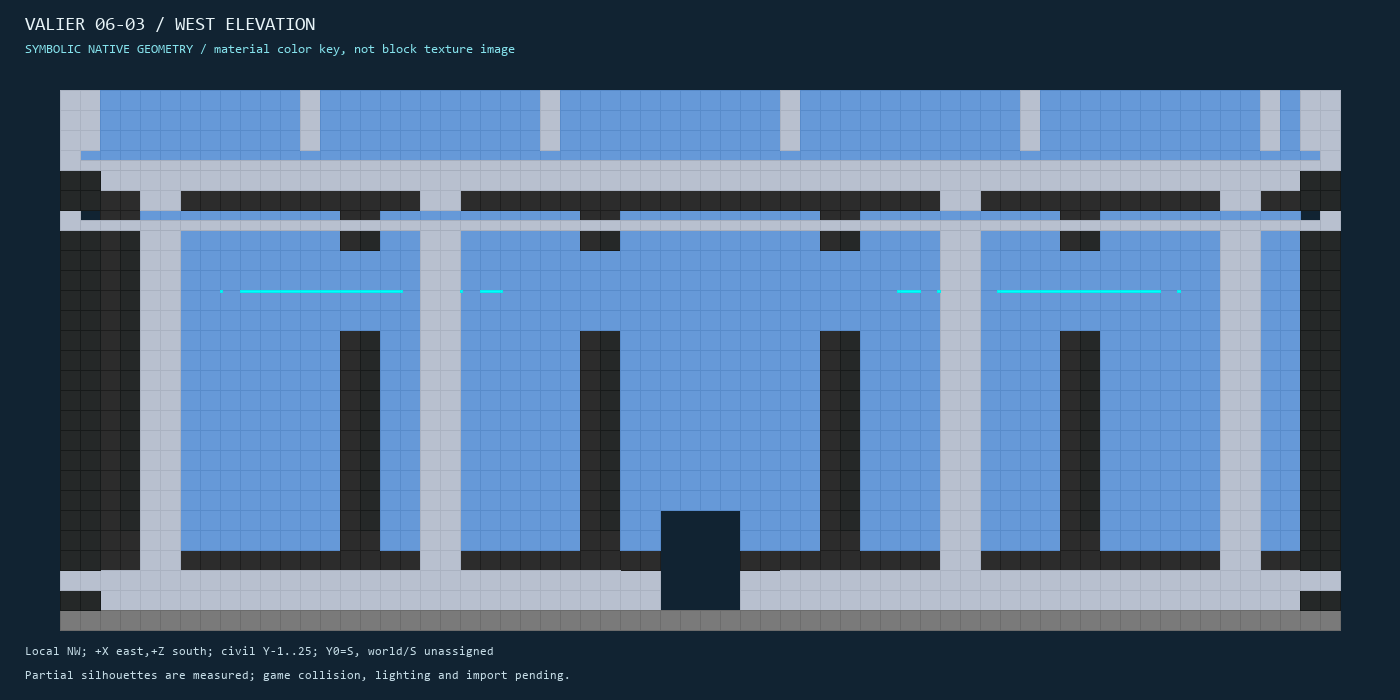 VALIER 06-03 / WEST ELEVATION
SYMBOLIC NATIVE GEOMETRY / material color key, not block texture image
Local NW; +X east,+Z south; civil Y-1..25; Y0=S, world/S unassigned
Partial silhouettes are measured; game collision, lighting and import pending.